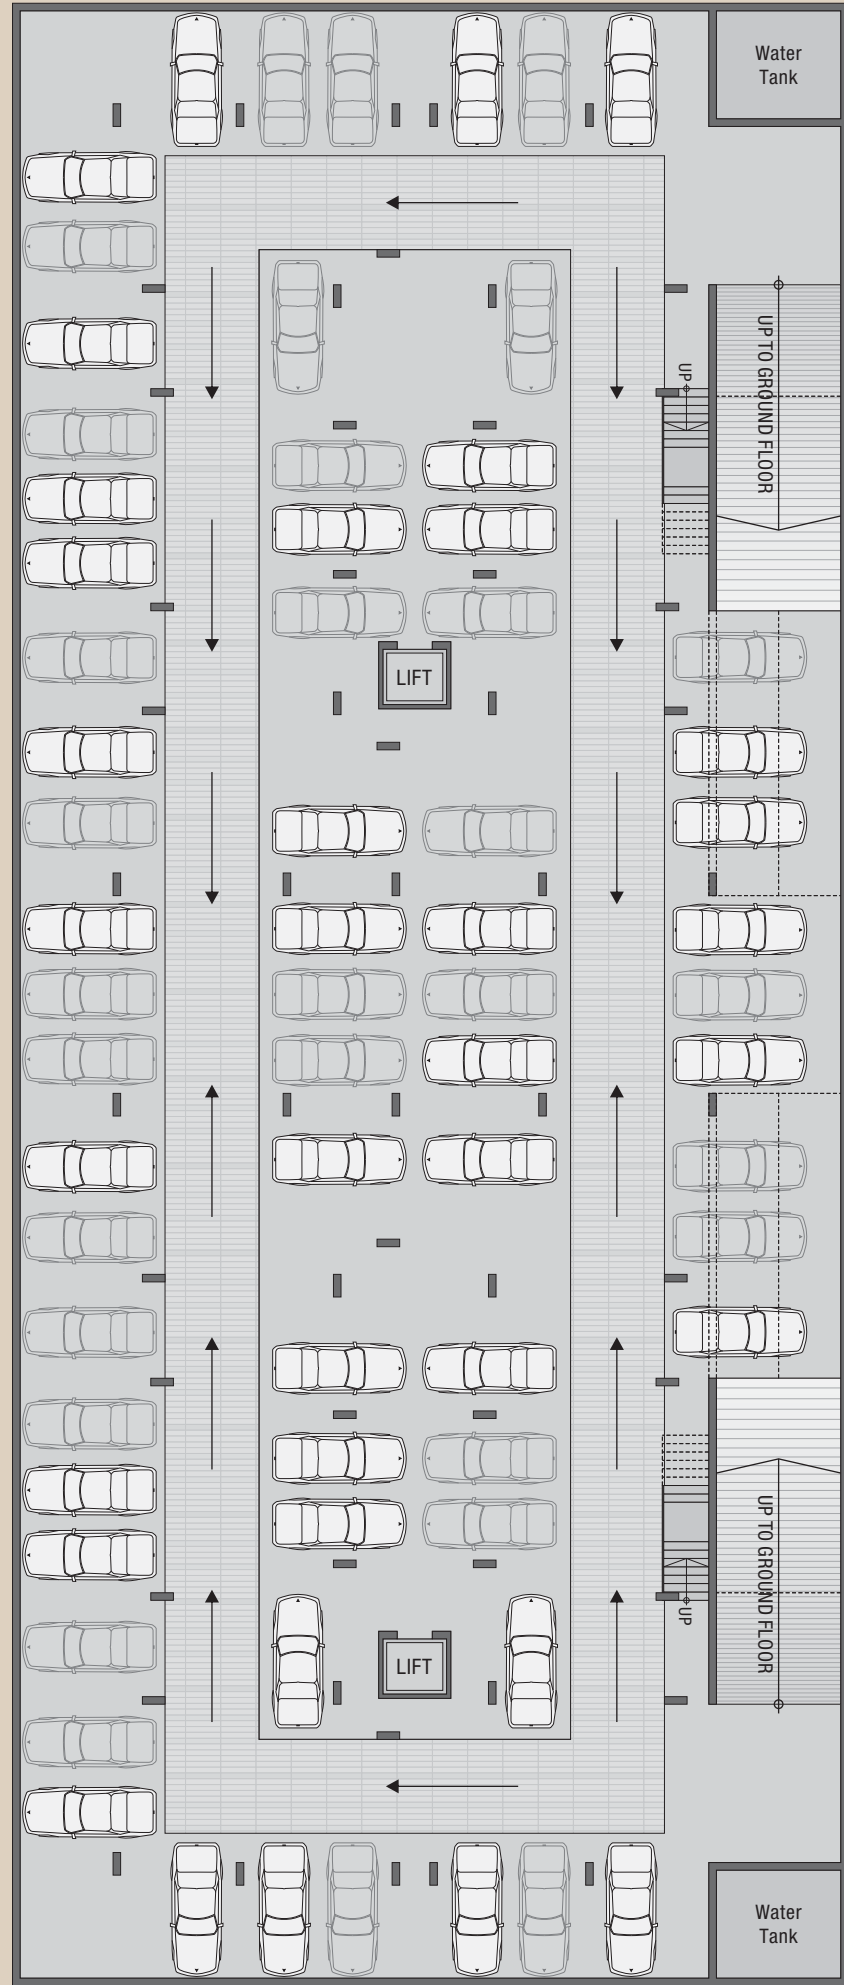 Water
Tank
UP TO GROUND FLOOR
UP
LIFT
UP TO GROUND FLOOR
UP
LIFT
Water
Tank